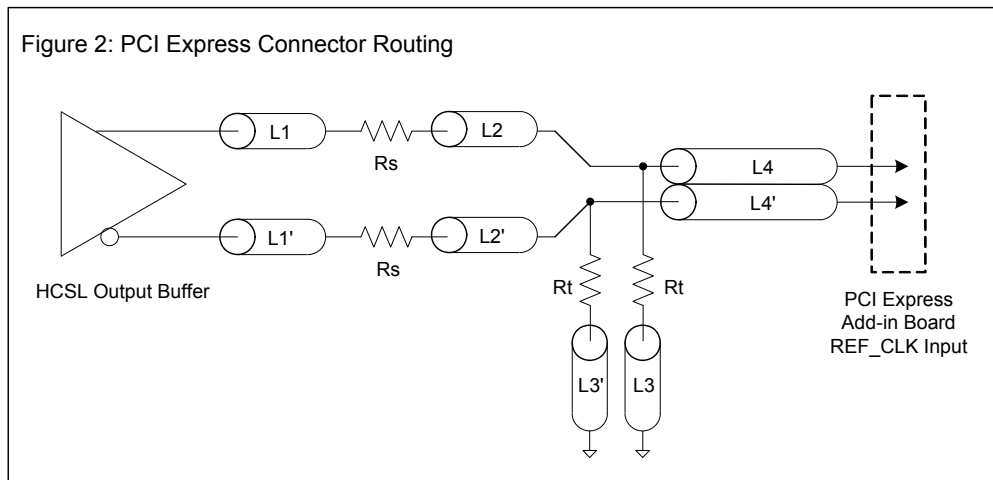 Figure 2: PCI Express Connector Routing
L1
Rs
L2
L4
L4'
L1'
Rs
L2'
HCSL Output Buffer
Rt
Rt
L3'
L3
PCI Express
Add-in Board
REF_CLK Input